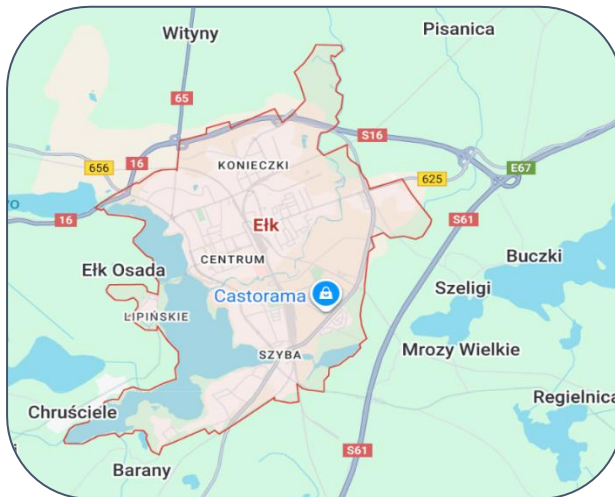 Wityny
Pisanica
65
S16
656
16
KONIECZKI
625
E67
16
Ełk
S61
CENTRUM
Buczki
Ełk Osada
Castorama
Szeligi
LIPIŃSKIE
SZYBA
Mrozy Wielkie
Chruściele
Regielnica
S61
Barany